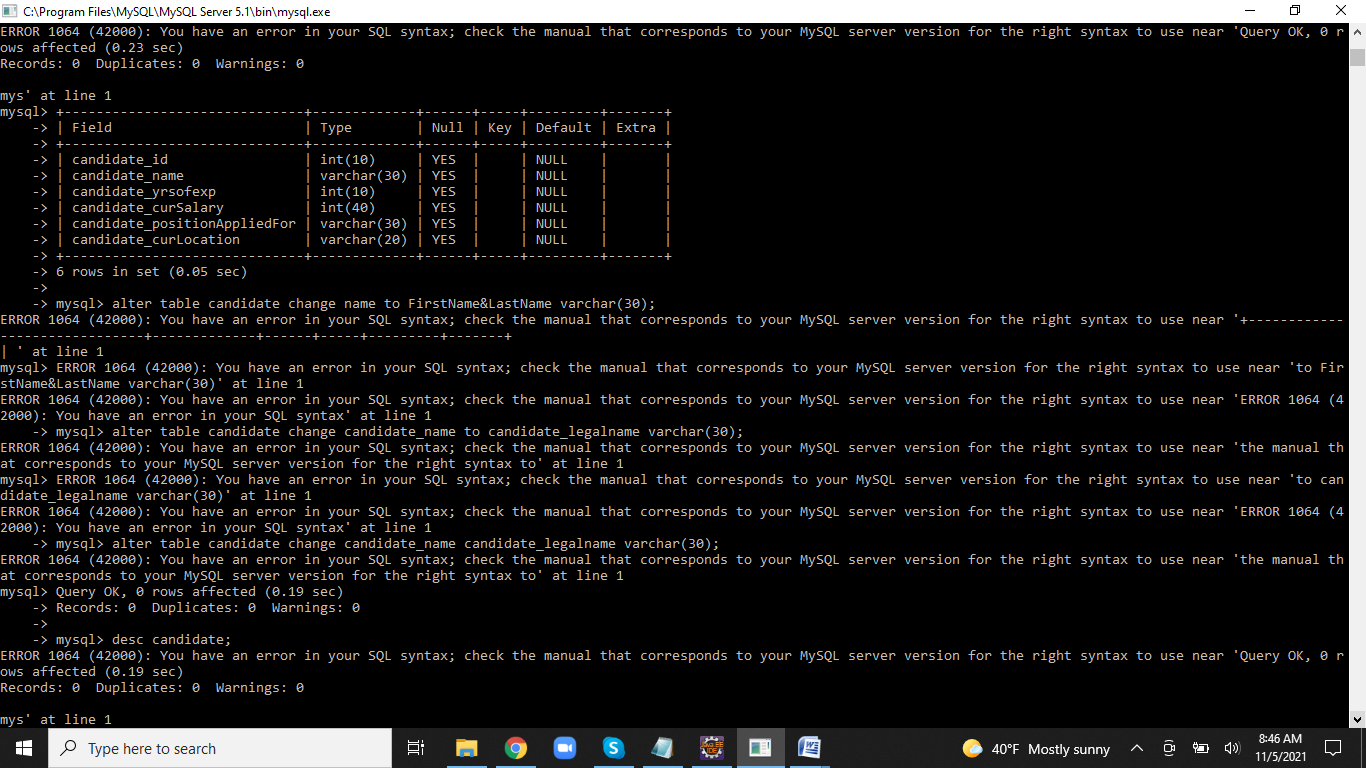 C:\Program Files\MySQL\MySQL Server 5.1\bin\mysql.exe
ERROR 1064 (42000): You have an error in your SQL syntax; check the manual that corresponds to your MySQL server version for the right syntax to use near 'Query OK, 0 r
ows affected (0.23 sec)
Records: 0  Duplicates: 0  Warnings: 0
mys' at line 1
mysql> +------------------------------+-------------+------+-----+---------+-------+
    -> | Field                        | Type        | Null | Key | Default | Extra |
    -> +------------------------------+-------------+------+-----+---------+-------+
    -> | candidate_id                 | int(10)     | YES  |     | NULL    |       |
    -> | candidate_name               | varchar(30) | YES  |     | NULL    |       |
    -> | candidate_yrsofexp           | int(10)     | YES  |     | NULL    |       |
    -> | candidate_curSalary          | int(40)     | YES  |     | NULL    |       |
    -> | candidate_positionAppliedFor | varchar(30) | YES  |     | NULL    |       |
    -> | candidate_curLocation        | varchar(20) | YES  |     | NULL    |       |
    -> +------------------------------+-------------+------+-----+---------+-------+
    -> 6 rows in set (0.05 sec)
    ->
    -> mysql> alter table candidate change name to FirstName&LastName varchar(30);
ERROR 1064 (42000): You have an error in your SQL syntax; check the manual that corresponds to your MySQL server version for the right syntax to use near '+------------
------------------+-------------+------+-----+---------+-------+
| ' at line 1
mysql> ERROR 1064 (42000): You have an error in your SQL syntax; check the manual that corresponds to your MySQL server version for the right syntax to use near 'to Fir
stName&LastName varchar(30)' at line 1
ERROR 1064 (42000): You have an error in your SQL syntax; check the manual that corresponds to your MySQL server version for the right syntax to use near 'ERROR 1064 (4
2000): You have an error in your SQL syntax' at line 1
    -> mysql> alter table candidate change candidate_name to candidate_legalname varchar(30);
ERROR 1064 (42000): You have an error in your SQL syntax; check the manual that corresponds to your MySQL server version for the right syntax to use near 'the manual th
at corresponds to your MySQL server version for the right syntax to' at line 1
mysql> ERROR 1064 (42000): You have an error in your SQL syntax; check the manual that corresponds to your MySQL server version for the right syntax to use near 'to can
didate_legalname varchar(30)' at line 1
ERROR 1064 (42000): You have an error in your SQL syntax; check the manual that corresponds to your MySQL server version for the right syntax to use near 'ERROR 1064 (4
2000): You have an error in your SQL syntax' at line 1
    -> mysql> alter table candidate change candidate_name candidate_legalname varchar(30);
ERROR 1064 (42000): You have an error in your SQL syntax; check the manual that corresponds to your MySQL server version for the right syntax to use near 'the manual th
at corresponds to your MySQL server version for the right syntax to' at line 1
mysql> Query OK, 0 rows affected (0.19 sec)
    -> Records: 0  Duplicates: 0  Warnings: 0
    ->
    -> mysql> desc candidate;
ERROR 1064 (42000): You have an error in your SQL syntax; check the manual that corresponds to your MySQL server version for the right syntax to use near 'Query OK, 0 r
ows affected (0.19 sec)
Records: 0  Duplicates: 0  Warnings: 0
mys' at line 1
Type here to search
40°F Mostly sunny
8:46 AM
11/5/2021